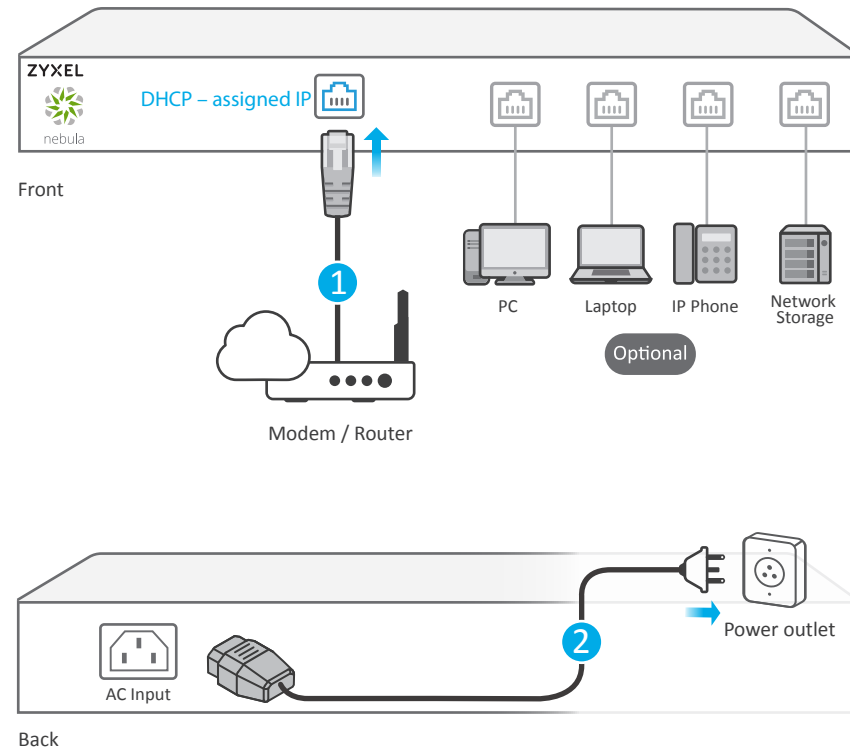 ZYXEL
nebula
DHCP – assigned IP
Front
1
PC
Laptop
IP Phone
Network
Storage
Optional
Modem / Router
AC Input
2
Power outlet
Back